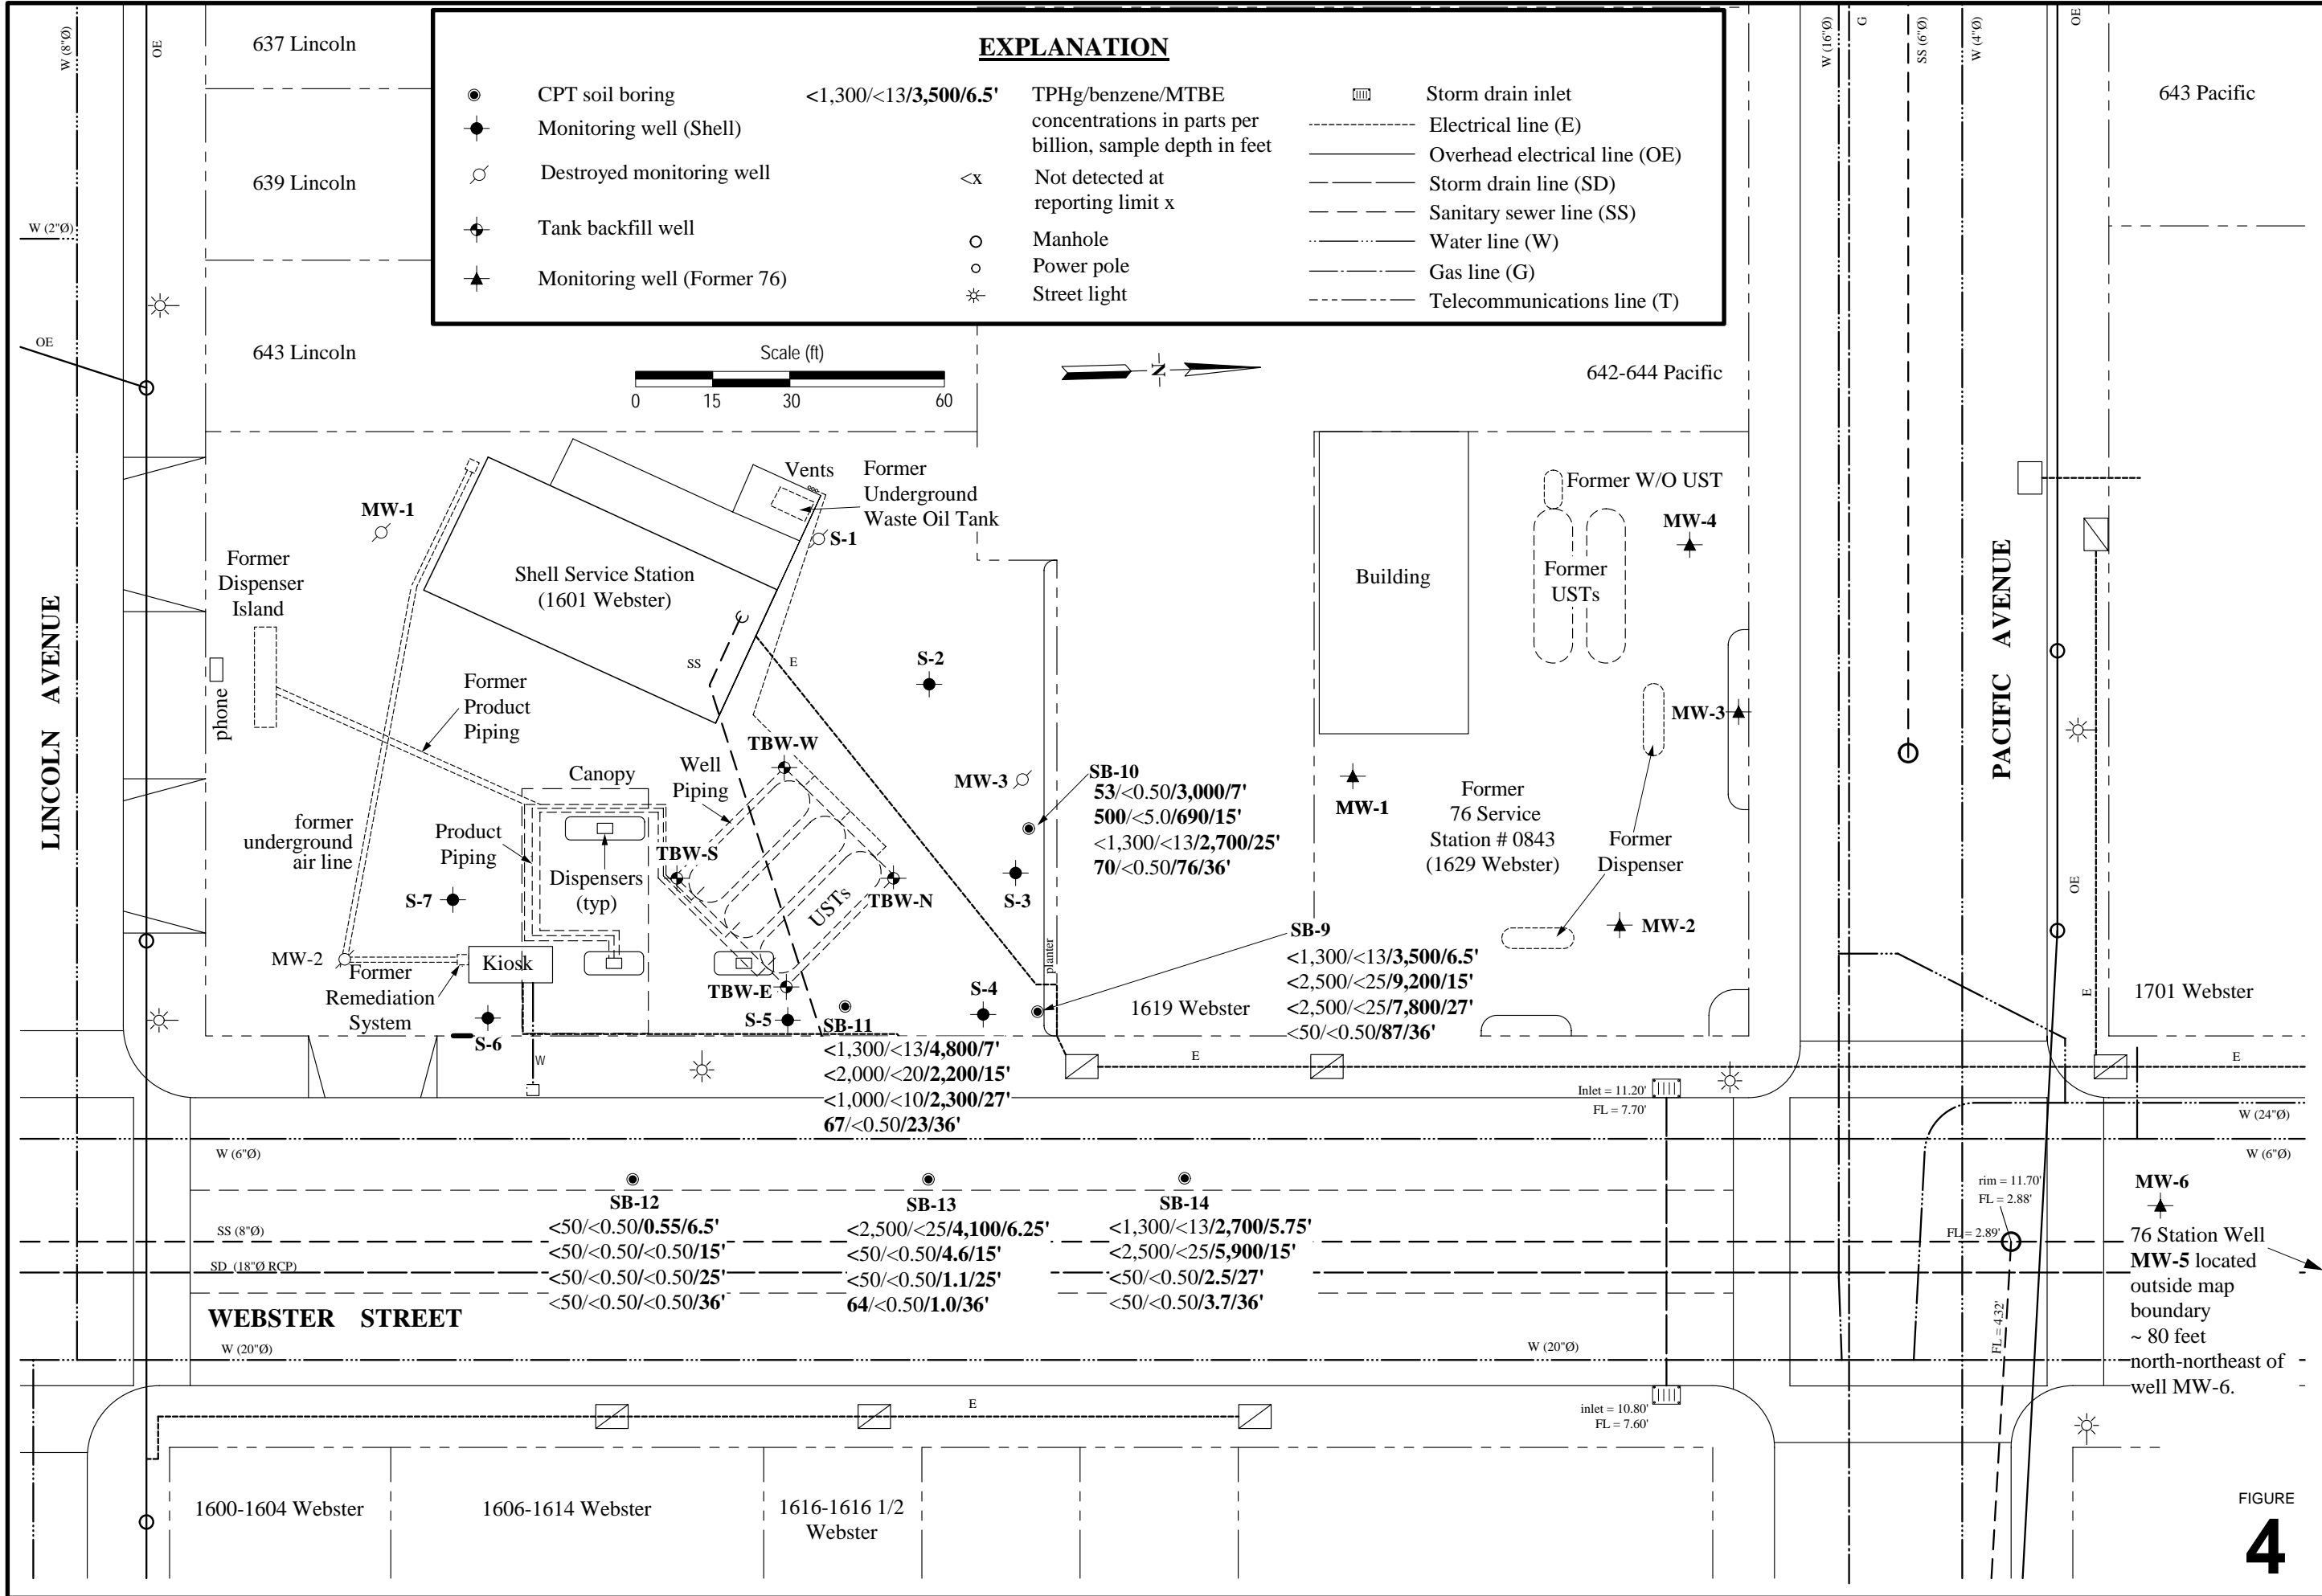 EXPLANATION
CPT soil boring
Monitoring well (Shell)
Destroyed monitoring well
Tank backfill well
Monitoring well (Former 76)
<1,300/<13/3,500/6.5'
TPHg/benzene/MTBE
concentrations in parts per
billion, sample depth in feet
<x
Not detected at
reporting limit x
Manhole
Power pole
Street light
Storm drain inlet
Electrical line (E)
Overhead electrical line (OE)
Storm drain line (SD)
Sanitary sewer line (SS)
Water line (W)
Gas line (G)
Telecommunications line (T)
W (8"Ø)
OE
637 Lincoln
639 Lincoln
643 Lincoln
W (2"Ø)
OE
W (16"Ø)
G
SS (6"Ø)
W (4"Ø)
OE
643 Pacific
642-644 Pacific
Scale (ft)
0 15 30 60
N
LINCOLN AVENUE
MW-1
Former
Dispenser
Island
phone
Shell Service Station
(1601 Webster)
Vents
Former
Underground
Waste Oil Tank
S-1
SS
E
S-2
Former
Product
Piping
Canopy
Well
Piping
TBW-W
MW-3
former
underground
air line
Product
Piping
Dispensers
(typ)
TBW-S
USTs
TBW-N
S-3
S-7
MW-2
Former
Remediation
System
Kiosk
TBW-E
S-4
S-5
S-6
W
planter
SB-10
53/<0.50/3,000/7'
500/<5.0/690/15'
<1,300/<13/2,700/25'
70/<0.50/76/36'
SB-9
<1,300/<13/3,500/6.5'
<2,500/<25/9,200/15'
<2,500/<25/7,800/27'
<50/<0.50/87/36'
1619 Webster
SB-11
<1,300/<13/4,800/7'
<2,000/<20/2,200/15'
<1,000/<10/2,300/27'
67/<0.50/23/36'
Building
Former W/O UST
Former
USTs
MW-4
MW-3
MW-1
Former
76 Service
Station # 0843
(1629 Webster)
Former
Dispenser
MW-2
PACIFIC AVENUE
OE
E
1701 Webster
E
E
Inlet = 11.20'
FL = 7.70'
W (24"Ø)
W (6"Ø)
W (6"Ø)
SB-12
<50/<0.50/0.55/6.5'
<50/<0.50/<0.50/15'
<50/<0.50/<0.50/25'
<50/<0.50/<0.50/36'
SB-13
<2,500/<25/4,100/6.25'
<50/<0.50/4.6/15'
<50/<0.50/1.1/25'
64/<0.50/1.0/36'
SB-14
<1,300/<13/2,700/5.75'
<2,500/<25/5,900/15'
<50/<0.50/2.5/27'
<50/<0.50/3.7/36'
SS (8"Ø)
SD (18"Ø RCP)
WEBSTER STREET
W (20"Ø)
W (20"Ø)
rim = 11.70'
FL = 2.88'
FL = 2.89'
FL = 4.32'
MW-6
76 Station Well
MW-5 located
outside map
boundary
~ 80 feet
north-northeast of
well MW-6.
E
inlet = 10.80'
FL = 7.60'
1600-1604 Webster
1606-1614 Webster
1616-1616 1/2
Webster
FIGURE
4